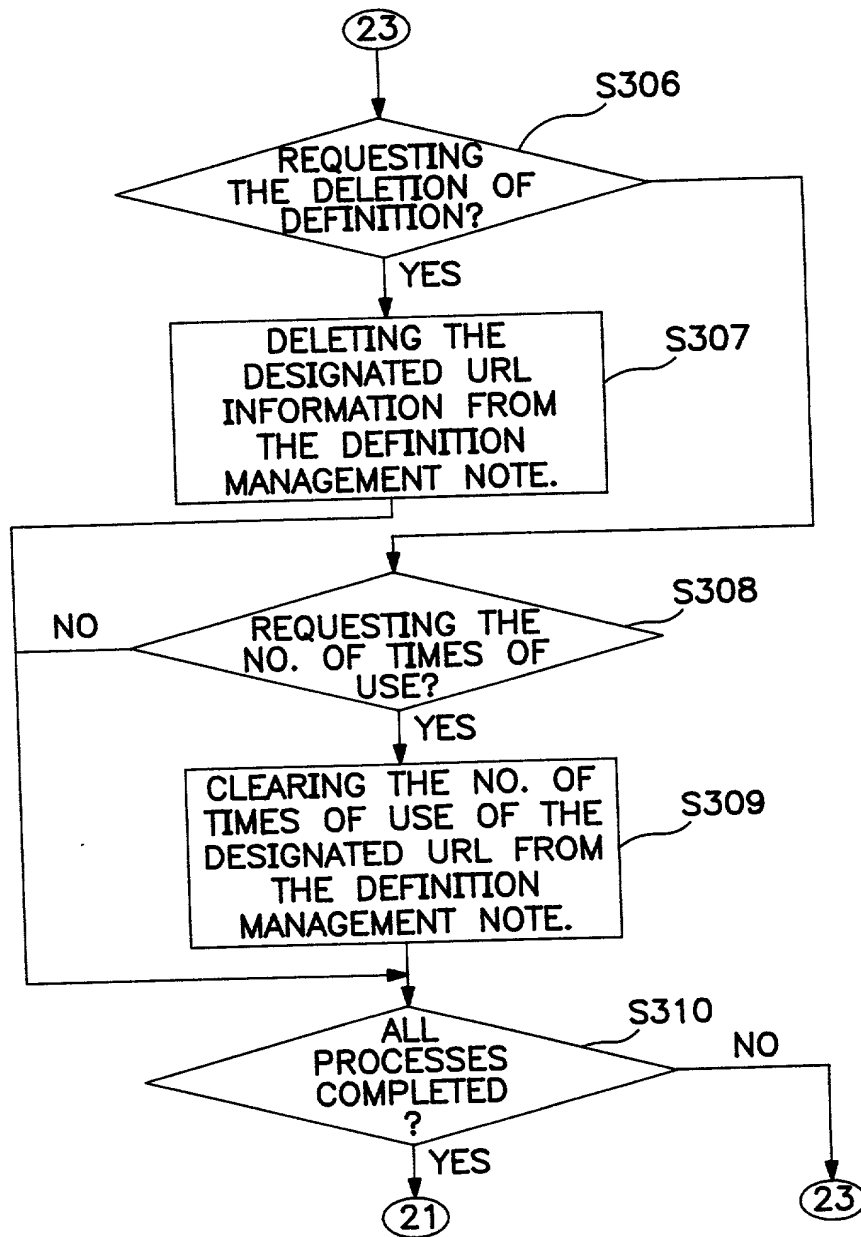 23
S306
REQUESTING
THE DELETION OF
DEFINITION?
YES
DELETING THE
DESIGNATED URL
INFORMATION FROM
THE DEFINITION
MANAGEMENT NOTE.
S307
S308
NO
REQUESTING THE
NO. OF TIMES OF
USE?
YES
CLEARING THE NO. OF
TIMES OF USE OF THE
DESIGNATED URL FROM
THE DEFINITION
MANAGEMENT NOTE.
S309
S310
ALL
PROCESSES
COMPLETED
?
NO
YES
21
23